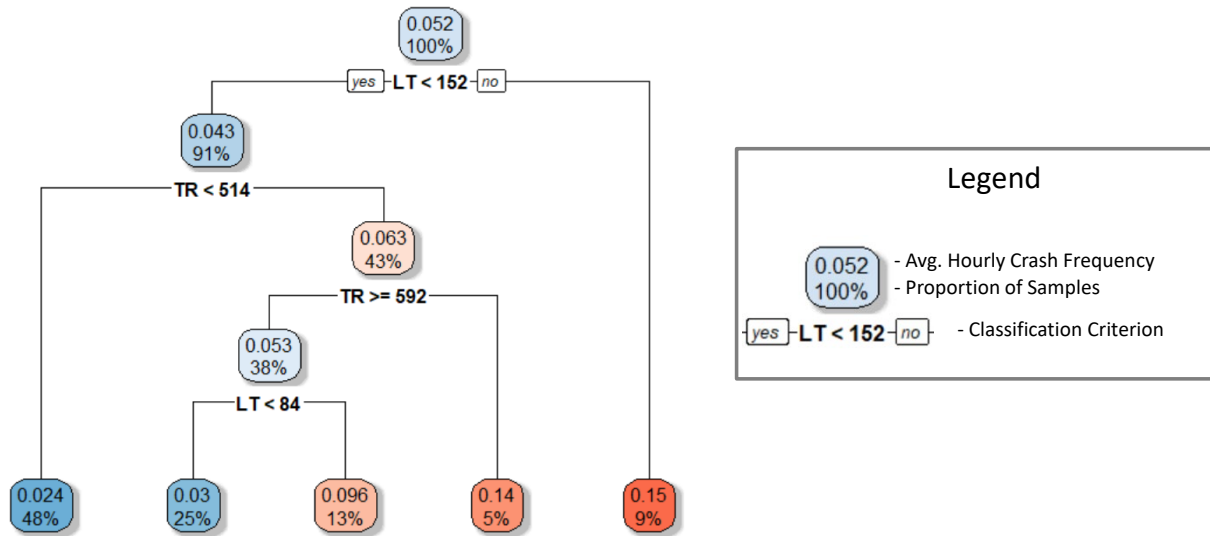 0.052
100%
yes LT < 152 no
0.043
91%
TR < 514
0.063
43%
TR >= 592
0.053
38%
LT < 84
0.024
48%
0.03
25%
0.096
13%
0.14
5%
0.15
9%
Legend
0.052
100%
- Avg. Hourly Crash Frequency
- Proportion of Samples
yes LT < 152 no
- Classification Criterion